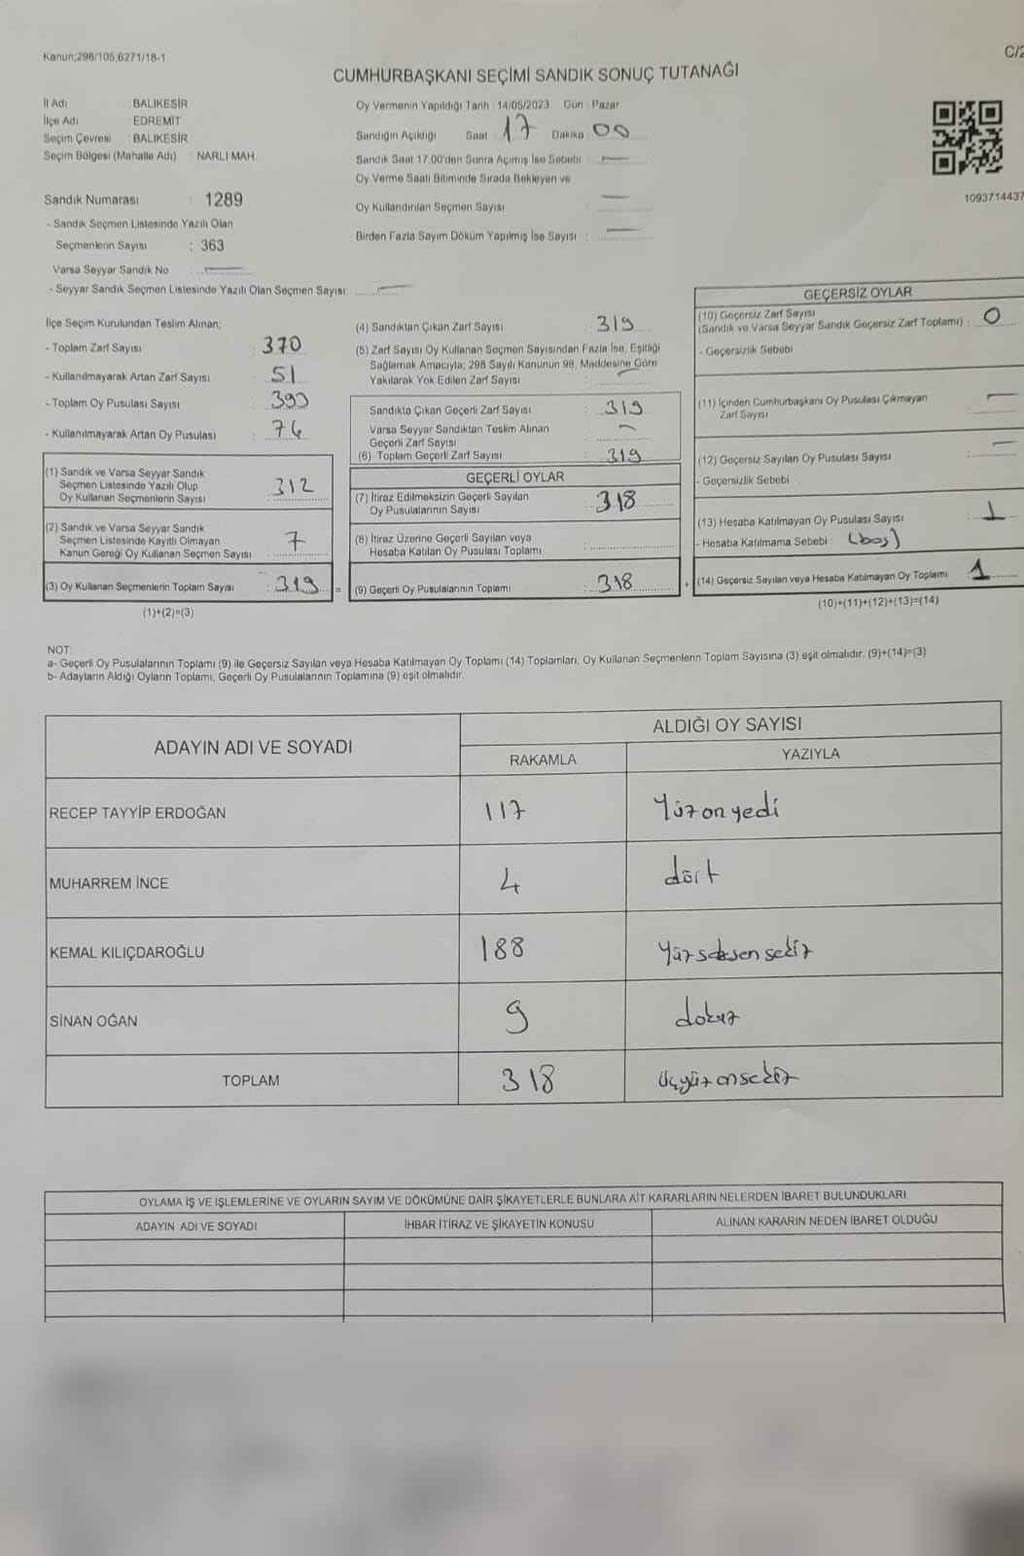 Kanun;298/105;6271/18-1
C/2
CUMHURBAŞKANI SEÇİMİ SANDIK SONUÇ TUTANAĞI
İl Adı BALIKESİR
İlçe Adı EDREMİT
Seçim Çevresi BALIKESİR
Seçim Bölgesi (Mahalle Adı) NARLI MAH.
Sandık Numarası : 1289
- Sandık Seçmen Listesinde Yazılı Olan
Seçmenlerin Sayısı : 363
Varsa Seyyar Sandık No
- Seyyar Sandık Seçmen Listesinde Yazılı Olan Seçmen Sayısı:
Oy Vermenin Yapıldığı Tarih : 14/05/2023 Gün : Pazar
Sandığın Açıldığı Saat 17 Dakika 00
Sandık Saat 17.00'den Sonra Açılmış İse Sebebi :
Oy Verme Saati Bitiminde Sırada Bekleyen ve
Oy Kullandırılan Seçmen Sayısı
Birden Fazla Sayım Döküm Yapılmış İse Sayısı :
1093714437
İlçe Seçim Kurulundan Teslim Alınan;
- Toplam Zarf Sayısı : 370
- Kullanılmayarak Artan Zarf Sayısı : 51
- Toplam Oy Pusulası Sayısı : 393
- Kullanılmayarak Artan Oy Pusulası : 74
(1) Sandık ve Varsa Seyyar Sandık
Seçmen Listesinde Yazılı Olup
Oy Kullanan Seçmenlerin Sayısı : 312
(2) Sandık ve Varsa Seyyar Sandık
Seçmen Listesinde Kayıtlı Olmayan
Kanun Gereği Oy Kullanan Seçmen Sayısı : 7
(3) Oy Kullanan Seçmenlerin Toplam Sayısı : 319 =
(1)+(2)=(3)
(4) Sandıktan Çıkan Zarf Sayısı : 319
(5) Zarf Sayısı Oy Kullanan Seçmen Sayısından Fazla İse, Eşitliği
Sağlamak Amacıyla; 298 Sayılı Kanunun 98. Maddesine Göre
Yakılarak Yok Edilen Zarf Sayısı
Sandıkta Çıkan Geçerli Zarf Sayısı : 319
Varsa Seyyar Sandıktan Teslim Alınan
Geçerli Zarf Sayısı
(6) Toplam Geçerli Zarf Sayısı : 319
GEÇERLİ OYLAR
(7) İtiraz Edilmeksizin Geçerli Sayılan
Oy Pusulalarının Sayısı : 318
(8) İtiraz Üzerine Geçerli Sayılan veya
Hesaba Katılan Oy Pusulası Toplamı :
(9) Geçerli Oy Pusulalarının Toplamı : 318 +
GEÇERSİZ OYLAR
(10) Geçersiz Zarf Sayısı
(Sandık ve Varsa Seyyar Sandık Geçersiz Zarf Toplamı) : 0
- Geçersizlik Sebebi
(11) İçinden Cumhurbaşkanı Oy Pusulası Çıkmayan
Zarf Sayısı
(12) Geçersiz Sayılan Oy Pusulası Sayısı
- Geçersizlik Sebebi
(13) Hesaba Katılmayan Oy Pusulası Sayısı : 1
- Hesaba Katılmama Sebebi : (boş)
(14) Geçersiz Sayılan veya Hesaba Katılmayan Oy Toplamı : 1
(10)+(11)+(12)+(13)=(14)
NOT:
a- Geçerli Oy Pusulalarının Toplamı (9) ile Geçersiz Sayılan veya Hesaba Katılmayan Oy Toplamı (14) Toplamları, Oy Kullanan Seçmenlerin Toplam Sayısına (3) eşit olmalıdır. (9)+(14)=(3)
b- Adayların Aldığı Oyların Toplamı, Geçerli Oy Pusulalarının Toplamına (9) eşit olmalıdır.
ADAYIN ADI VE SOYADI
ALDIĞI OY SAYISI
RAKAMLA YAZIYLA
RECEP TAYYİP ERDOĞAN 117 Yüzonyedi
MUHARREM İNCE 4 dört
KEMAL KILIÇDAROĞLU 188 Yüzseksensekiz
SİNAN OĞAN 9 dokuz
TOPLAM 318 üçyüzonsekiz
OYLAMA İŞ VE İŞLEMLERİNE VE OYLARIN SAYIM VE DÖKÜMÜNE DAİR ŞİKAYETLERLE BUNLARA AİT KARARLARIN NELERDEN İBARET BULUNDUKLARI
ADAYIN ADI VE SOYADI İHBAR İTİRAZ VE ŞİKAYETİN KONUSU ALINAN KARARIN NEDEN İBARET OLDUĞU